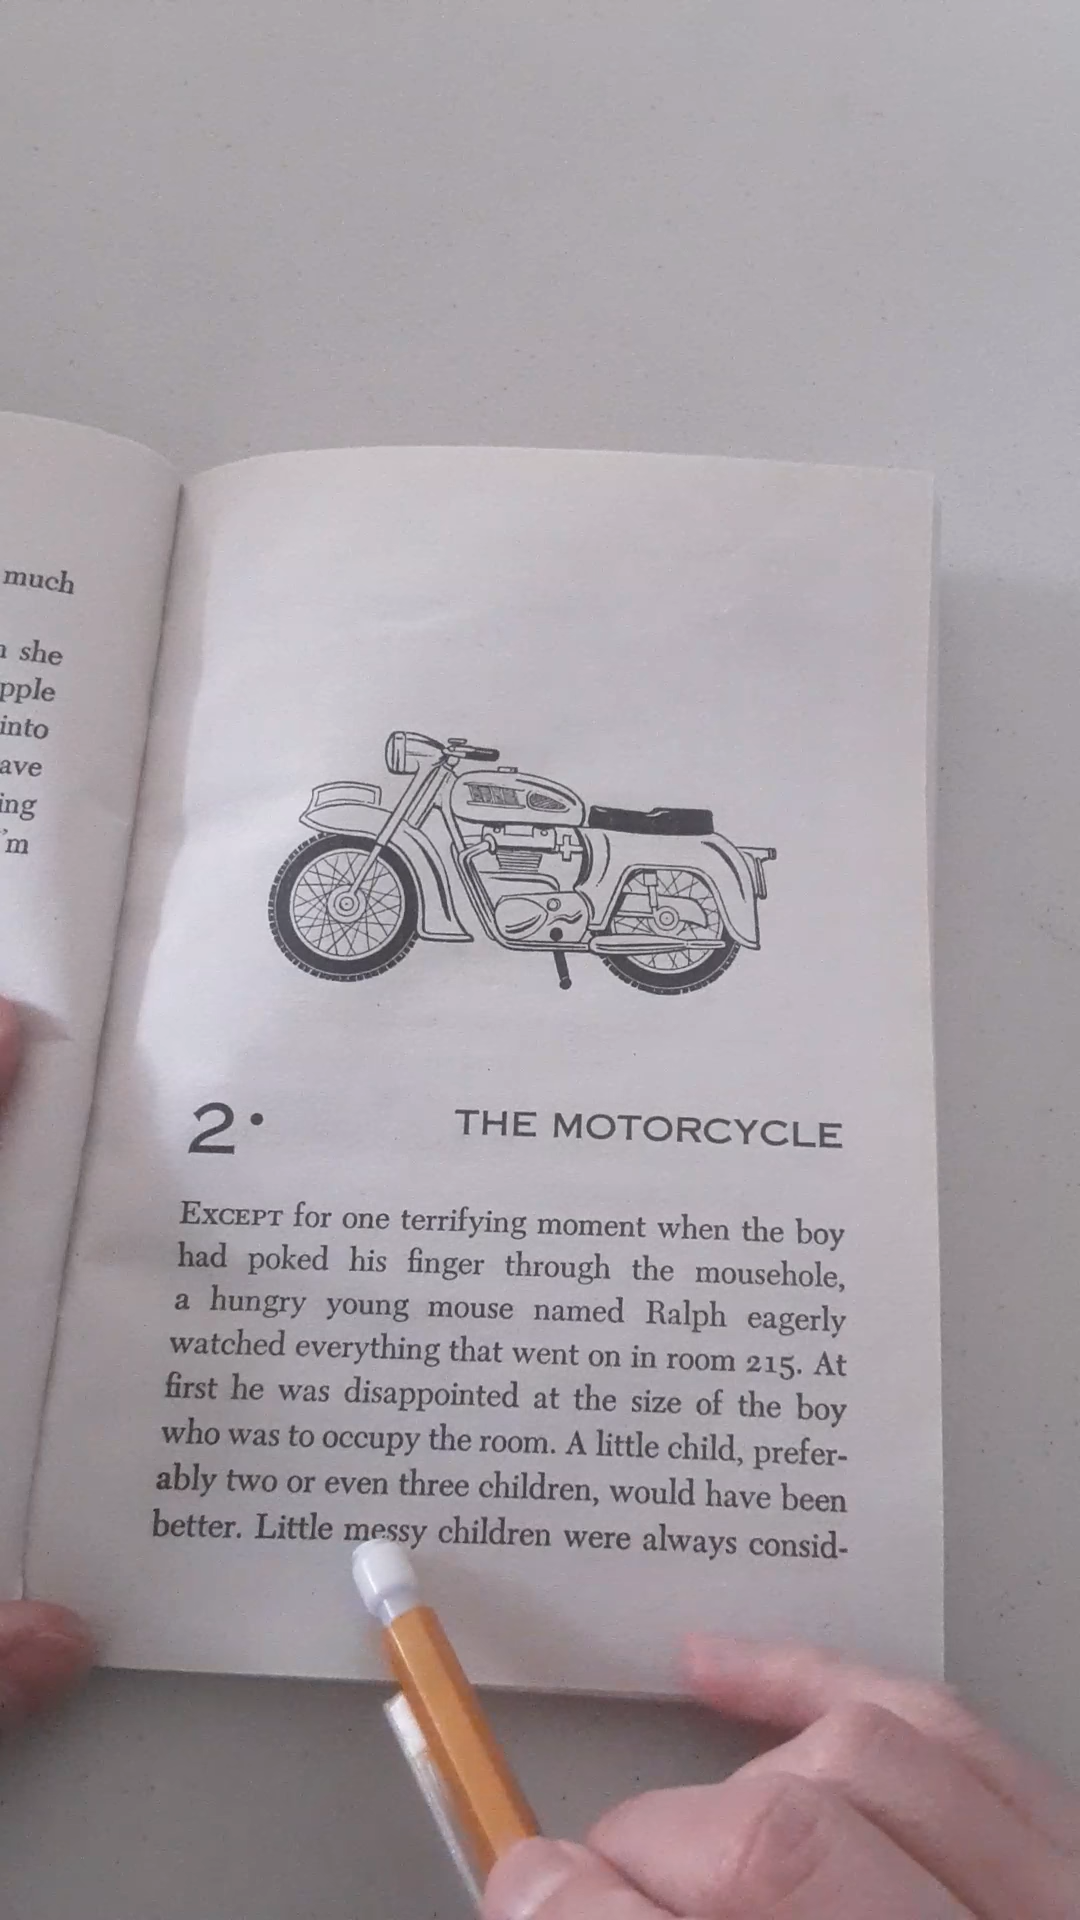 much
she
into
2• THE MOTORCYCLE
EXCEPT for one terrifying moment when the boy
had poked his finger through the mousehole,
a hungry young mouse named Ralph eagerly
watched everything that went on in room 215. At
first he was disappointed at the size of the boy
who was to occupy the room. A little child, prefer-
ably two or even three children, would have been
better. Little messy children were always consid-